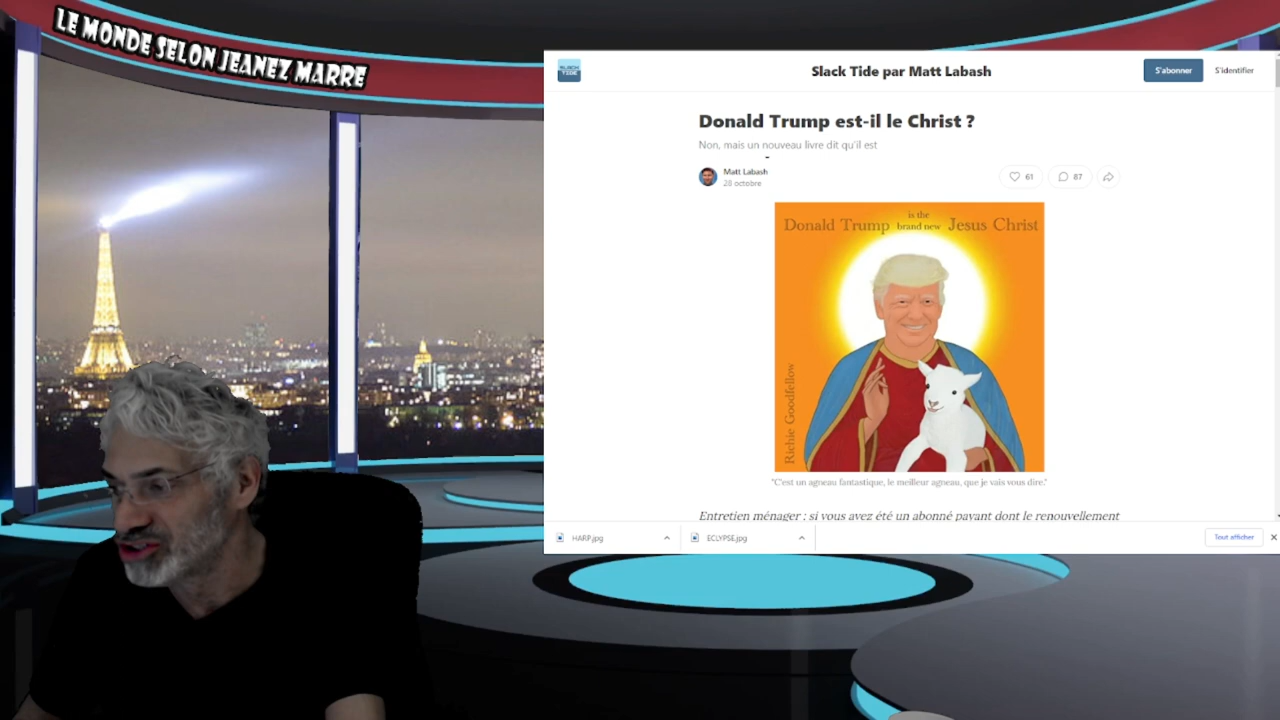 LE MONDE SELON JEANEZ MARRE
SLACK TIDE
Slack Tide par Matt Labash
S'abonner
S'identifier
Donald Trump est-il le Christ ?
Non, mais un nouveau livre dit qu'il est
Matt Labash
28 octobre
61
87
Donald Trump is the brand new Jesus Christ
Richie Goodfellow
"C'est un agneau fantastique, le meilleur agneau, que je vais vous dire."
Entretien ménager : si vous avez été un abonné payant dont le renouvellement
HARP.jpg
ECLYPSE.jpg
Tout afficher